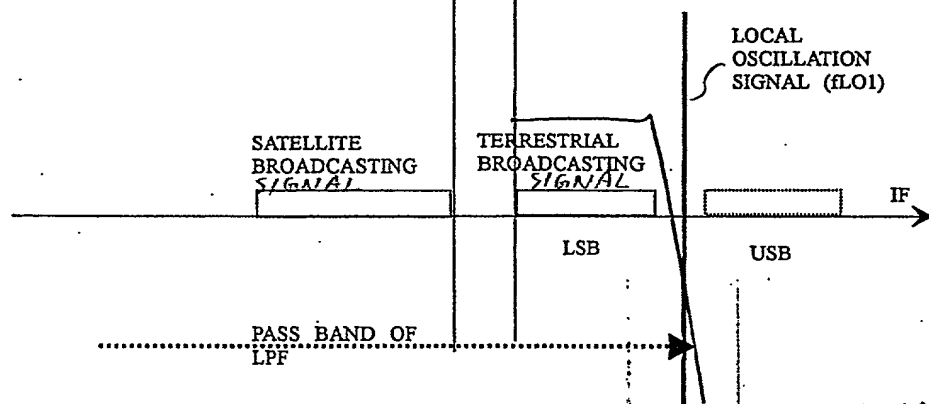 LOCAL
OSCILLATION
SIGNAL (fLO1)
SATELLITE
BROADCASTING
SIGNAL
TERRESTRIAL
BROADCASTING
SIGNAL
IF
LSB
USB
PASS BAND OF
LPF